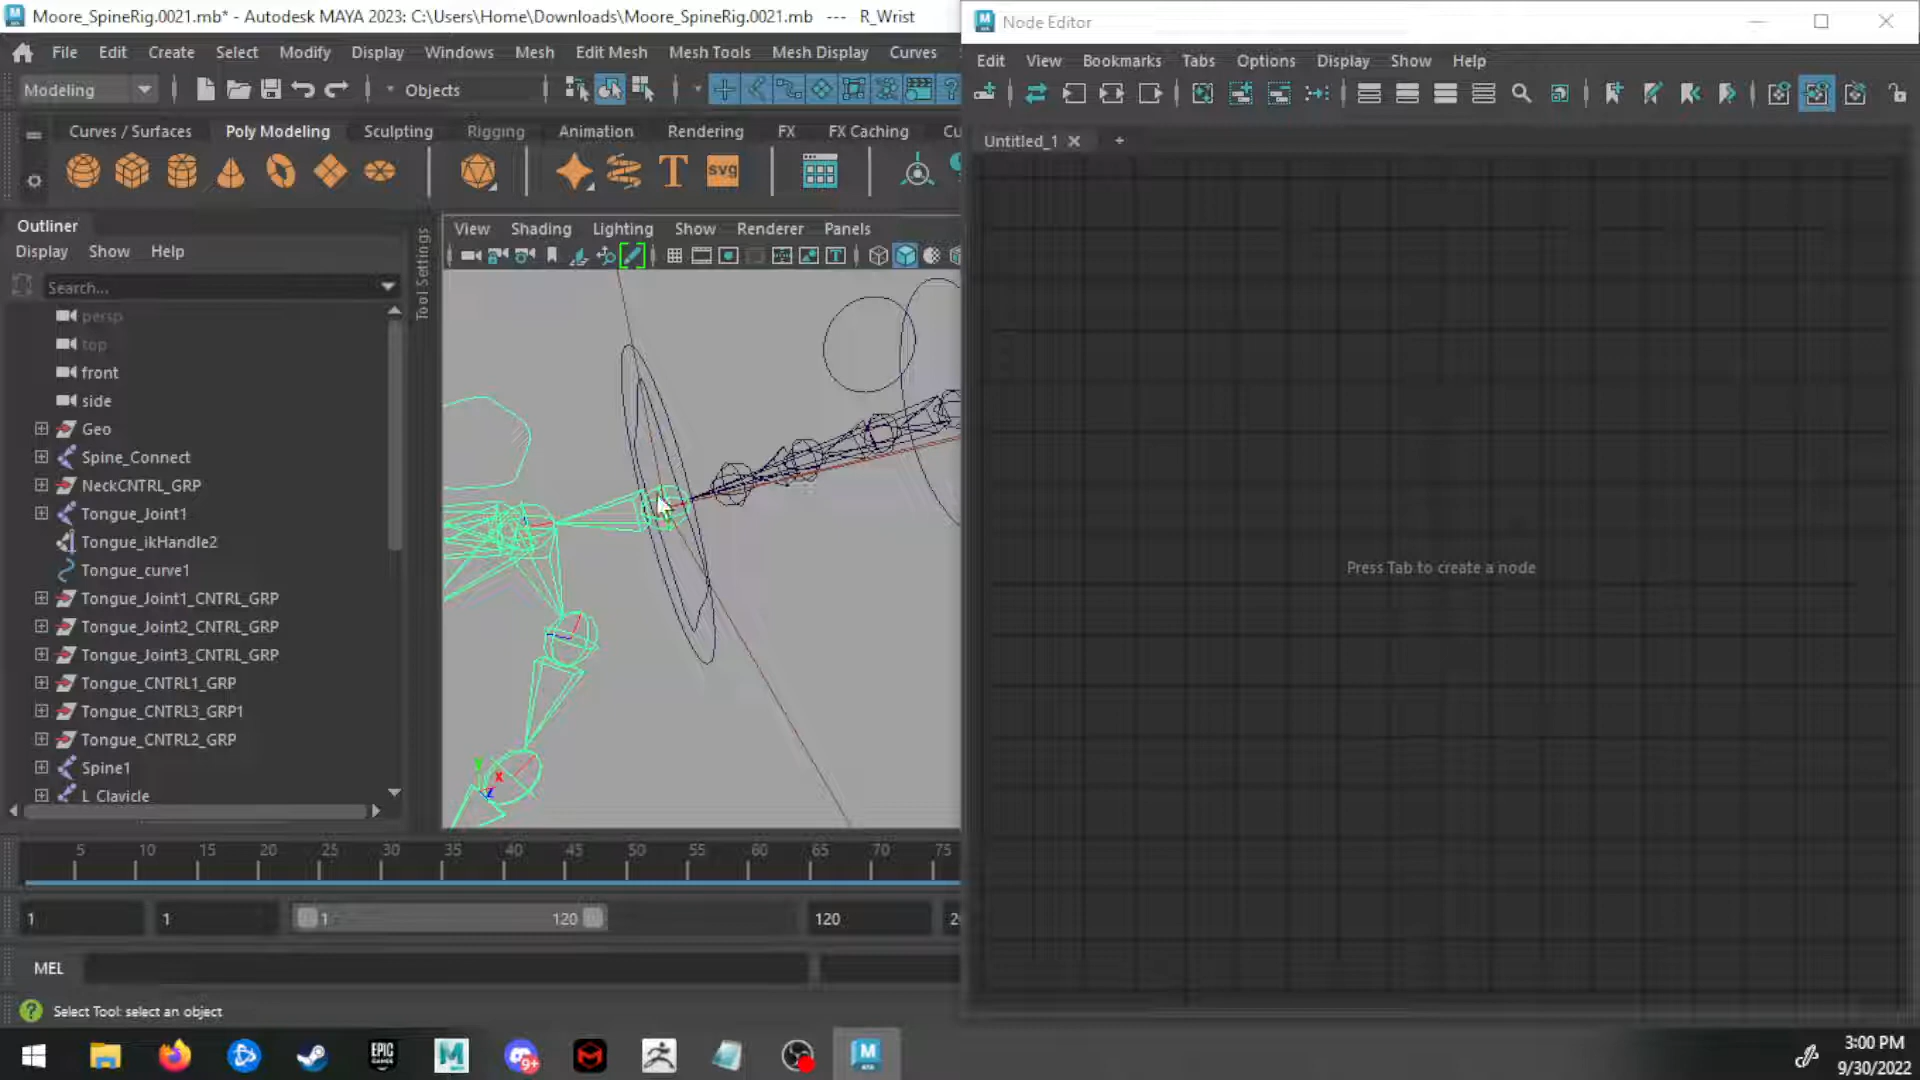 Moore_SpineRig.0021.mb* - Autodesk MAYA 2023: C:\Users\Home\Downloads\Moore_SpineRig.0021.mb --- R_Wrist
Node Editor
File Edit Create Select Modify Display Windows Mesh Edit Mesh Mesh Tools Mesh Display Curves
Edit View Bookmarks Tabs Options Display Show Help
Modeling
Objects
Curves / Surfaces Poly Modeling Sculpting Rigging Animation Rendering FX FX Caching
Untitled_1
T
svg
Outliner
Display Show Help
Tool Settings
View Shading Lighting Show Renderer Panels
Search...
persp
top
front
side
Geo
Spine_Connect
NeckCNTRL_GRP
Tongue_Joint1
Tongue_ikHandle2
Tongue_curve1
Press Tab to create a node
Tongue_Joint1_CNTRL_GRP
Tongue_Joint2_CNTRL_GRP
Tongue_Joint3_CNTRL_GRP
Tongue_CNTRL1_GRP
Tongue_CNTRL3_GRP1
Tongue_CNTRL2_GRP
Spine1
L_Clavicle
Y
X
Z
5 10 15 20 25 30 35 40 45 50 55 60 65 70 75
1 1 1 120 120
MEL
Select Tool: select an object
EPIC GAMES
9+
3:00 PM
9/30/2022